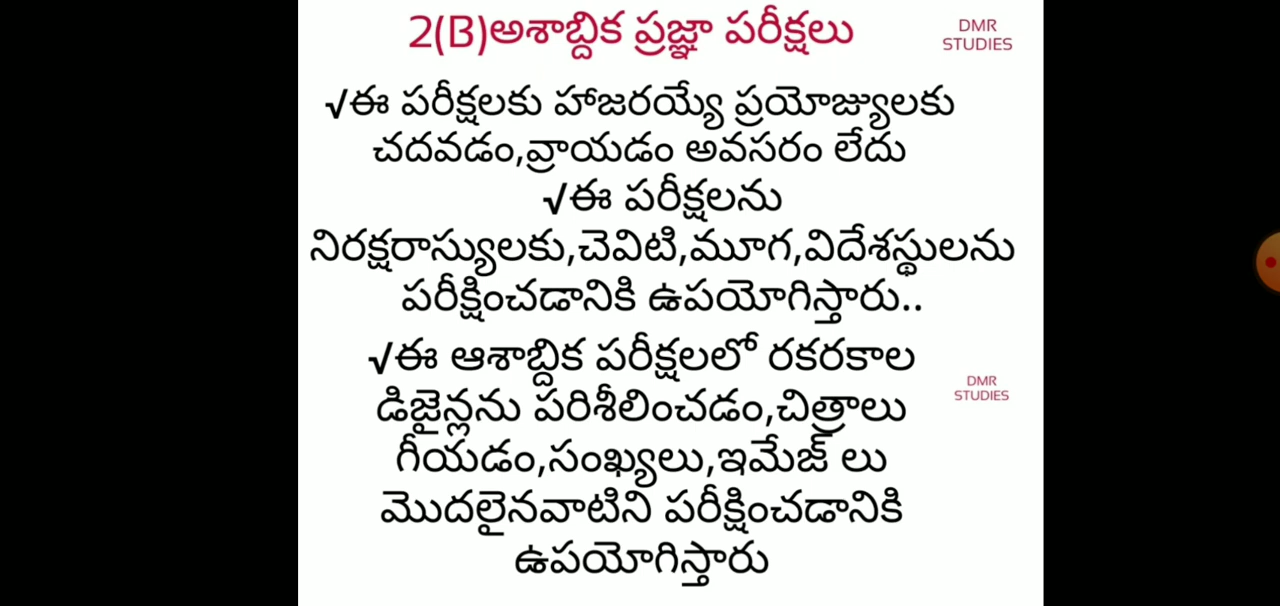 2(B)అశాబ్దిక ప్రజ్ఞా పరీక్షలు
DMR
STUDIES
√ఈ పరీక్షలకు హాజరయ్యే ప్రయోజ్యులకు
చదవడం,వ్రాయడం అవసరం లేదు
√ఈ పరీక్షలను
నిరక్షరాస్యులకు,చెవిటి,మూగ,విదేశస్థులను
పరీక్షించడానికి ఉపయోగిస్తారు..
√ఈ ఆశాబ్దిక పరీక్షలలో రకరకాల
డిజైన్లను పరిశీలించడం,చిత్రాలు
గీయడం,సంఖ్యలు,ఇమేజ్ లు
మొదలైనవాటిని పరీక్షించడానికి
ఉపయోగిస్తారు
DMR
STUDIES